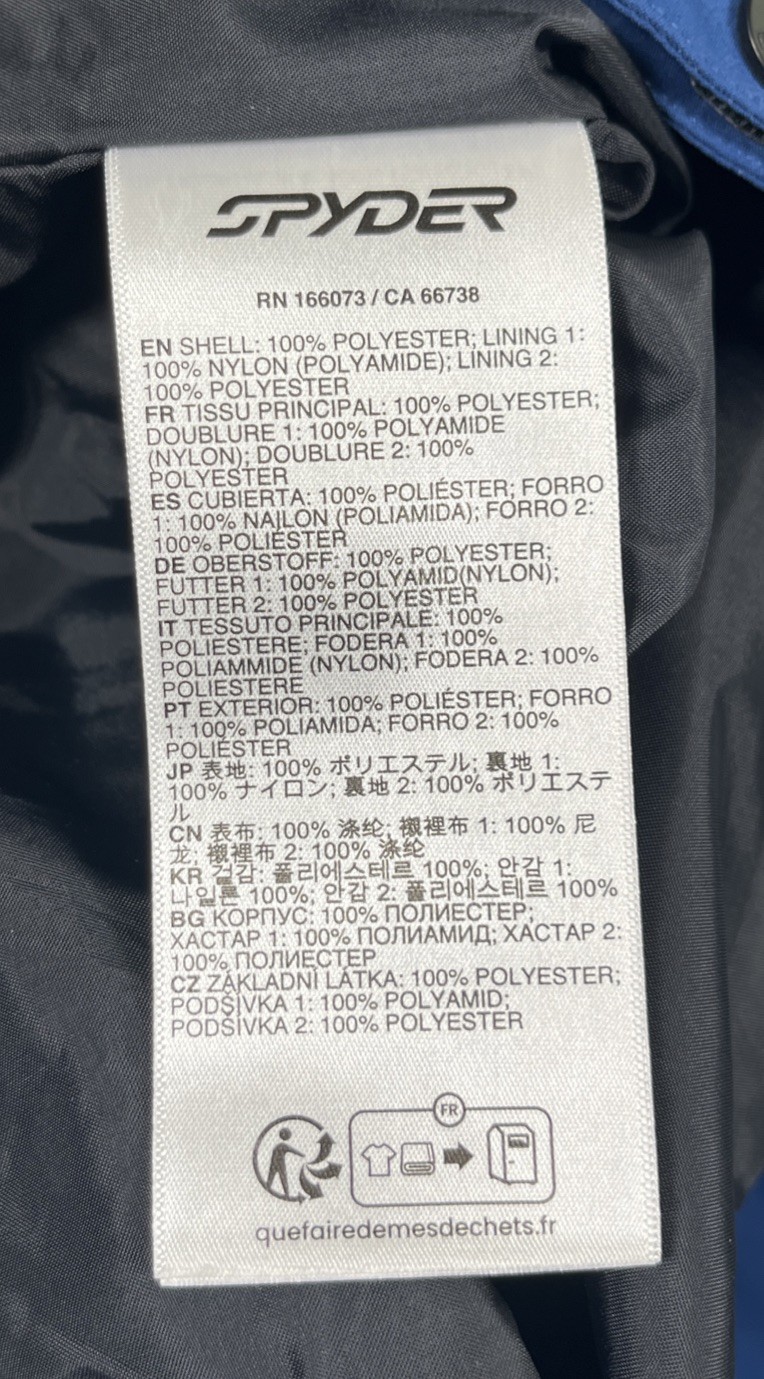 SPYDER
RN 166073 / CA 66738
EN SHELL: 100% POLYESTER; LINING 1:
100% NYLON (POLYAMIDE); LINING 2:
100% POLYESTER
FR TISSU PRINCIPAL: 100% POLYESTER;
DOUBLURE 1: 100% POLYAMIDE
(NYLON); DOUBLURE 2: 100%
POLYESTER
ES CUBIERTA: 100% POLIÉSTER; FORRO
1: 100% NAILON (POLIAMIDA); FORRO 2:
100% POLIÉSTER
DE OBERSTOFF: 100% POLYESTER;
FUTTER 1: 100% POLYAMID(NYLON);
FUTTER 2: 100% POLYESTER
IT TESSUTO PRINCIPALE: 100%
POLIESTERE; FODERA 1: 100%
POLIAMMIDE (NYLON); FODERA 2: 100%
POLIESTERE
PT EXTERIOR: 100% POLIÉSTER; FORRO
1: 100% POLIAMIDA; FORRO 2: 100%
POLIÉSTER
JP 表地: 100% ポリエステル; 裏地 1:
100% ナイロン; 裏地 2: 100% ポリエステ
ル
CN 表布: 100% 涤纶; 襯裡布 1: 100% 尼
龙; 襯裡布 2: 100% 涤纶
KR 겉감: 폴리에스테르 100%; 안감 1:
나일론 100%; 안감 2: 폴리에스테르 100%
BG КОРПУС: 100% ПОЛИЕСТЕР;
ХАСТАР 1: 100% ПОЛИАМИД; ХАСТАР 2:
100% ПОЛИЕСТЕР
CZ ZÁKLADNÍ LÁTKA: 100% POLYESTER;
PODŠÍVKA 1: 100% POLYAMID;
PODŠÍVKA 2: 100% POLYESTER
FR
quefairedemesdechets.fr